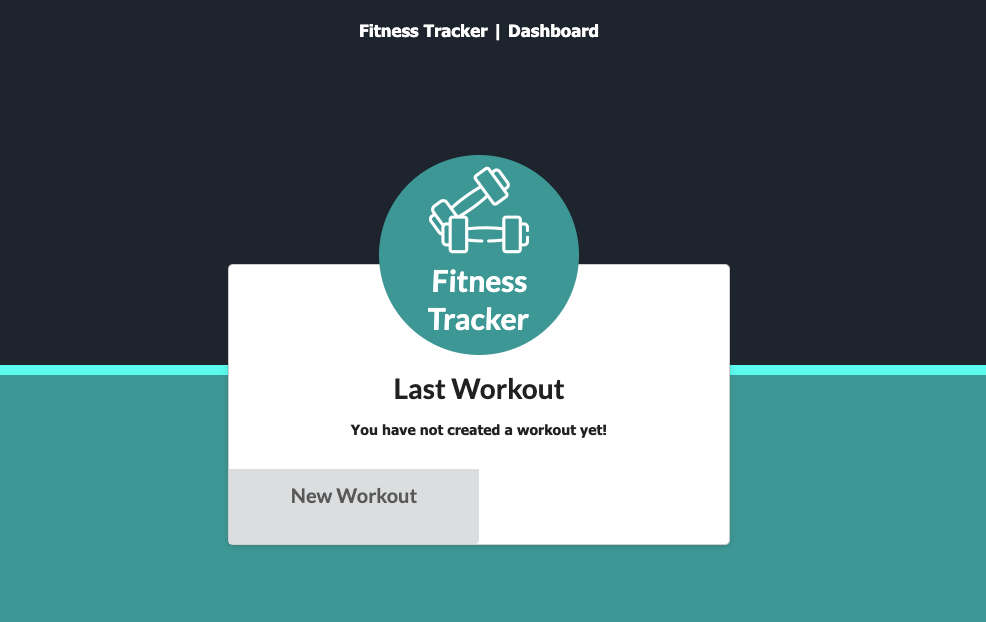 Fitness Tracker | Dashboard
Fitness
Tracker
Last Workout
You have not created a workout yet!
New Workout